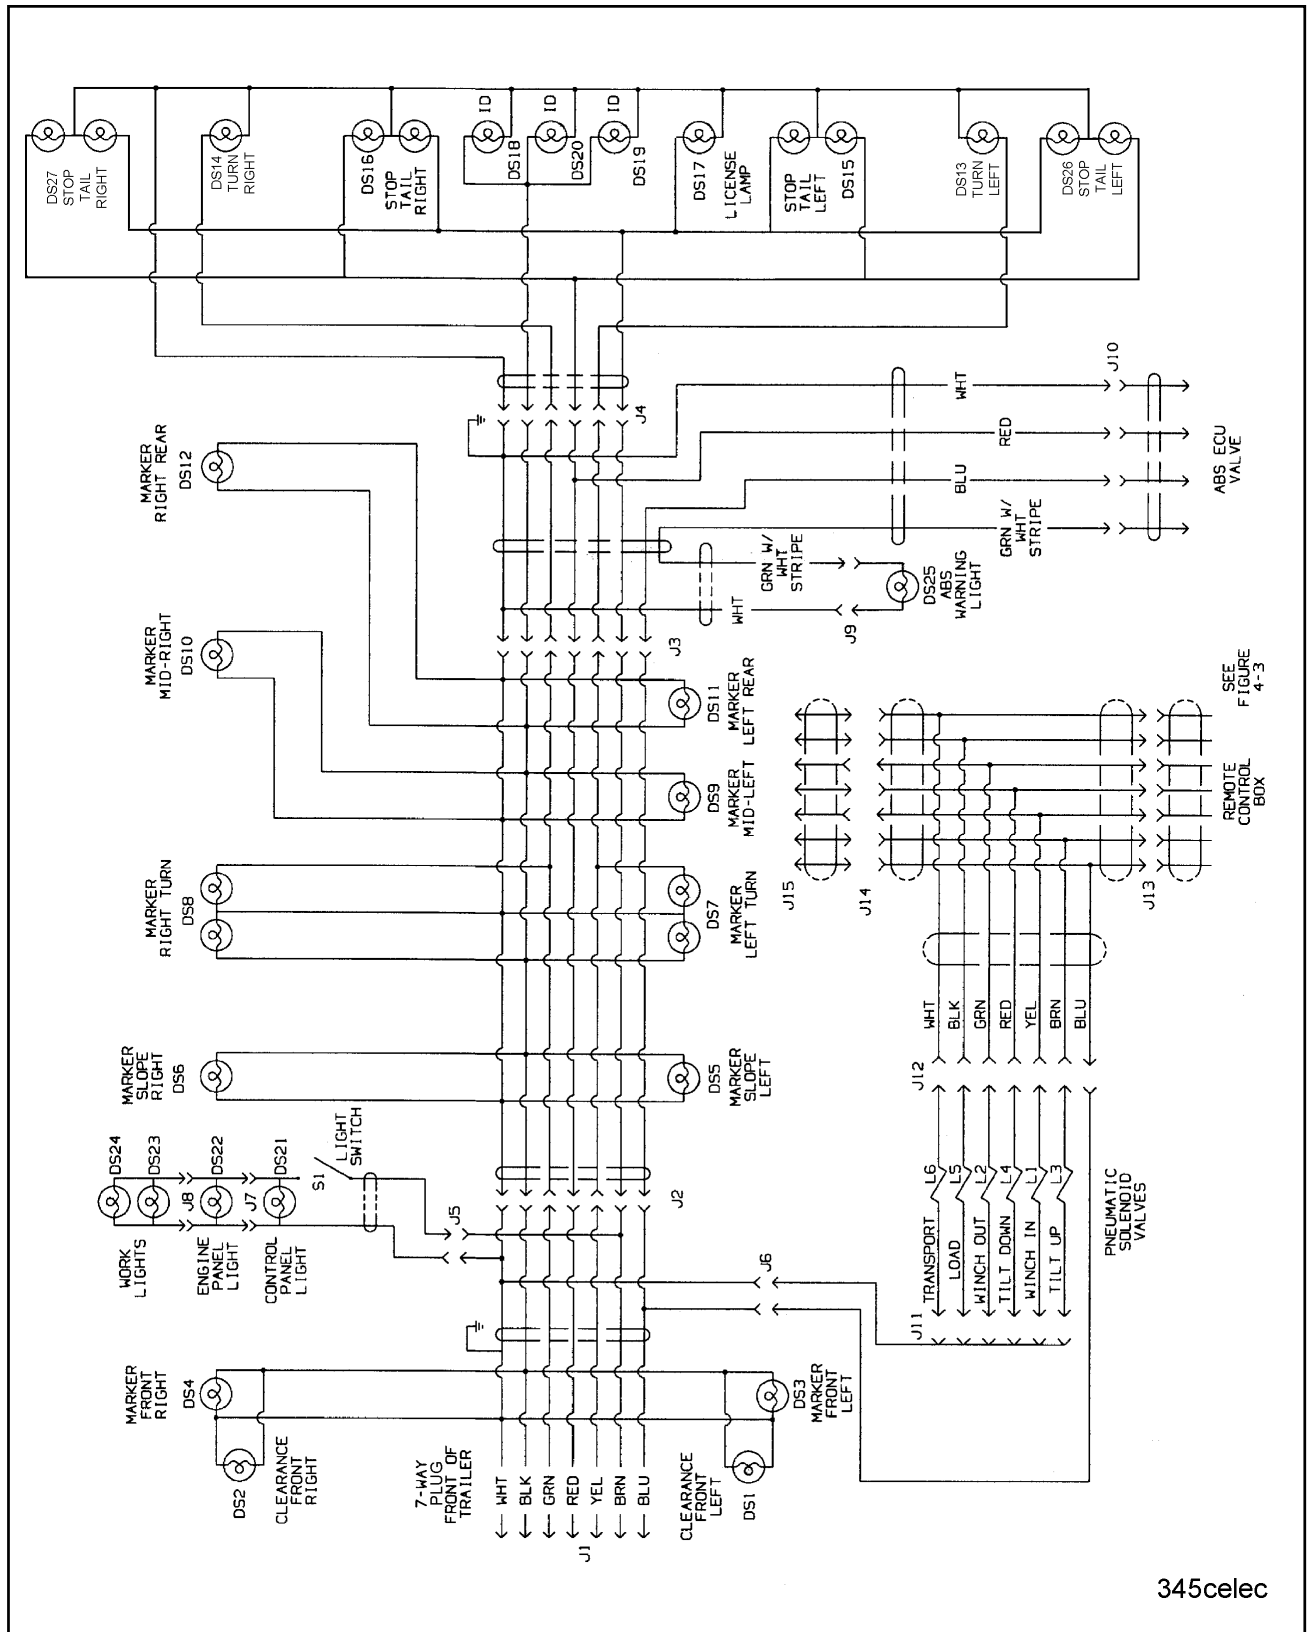 DS27
STOP
TAIL
RIGHT
DS14
TURN
RIGHT
DS16
STOP
TAIL
RIGHT
ID
DS18
ID
DS20
ID
DS19
DS17
LICENSE
LAMP
STOP
TAIL
LEFT
DS15
DS13
TURN
LEFT
DS26
STOP
TAIL
LEFT
J4
WHT
J10
RED
BLU
GRN W/
WHT
STRIPE
ABS ECU
VALVE
MARKER
RIGHT REAR
DS12
GRN W/
WHT
STRIPE
WHT
J9
DS25
ABS
WARNING
LIGHT
J3
MARKER
MID-RIGHT
DS10
DS11
MARKER
LEFT REAR
DS9
MARKER
MID-LEFT
MARKER
RIGHT TURN
DS8
DS7
MARKER
LEFT TURN
J15
J14
J13
SEE
FIGURE
4-3
REMOTE
CONTROL
BOX
WHT
BLK
GRN
RED
YEL
BRN
BLU
J12
MARKER
SLOPE
RIGHT
DS6
DS5
MARKER
SLOPE
LEFT
DS24
DS23
J8
DS22
J7
DS21
S1
LIGHT
SWITCH
WORK
LIGHTS
ENGINE
PANEL
LIGHT
CONTROL
PANEL
LIGHT
J5
J2
J6
TRANSPORT L6
LOAD L5
WINCH OUT L2
TILT DOWN L4
WINCH IN L1
TILT UP L3
J11
PNEUMATIC
SOLENOID
VALVES
MARKER
FRONT
RIGHT
DS4
DS2
CLEARANCE
FRONT
RIGHT
DS3
MARKER
FRONT
LEFT
CLEARANCE
FRONT
LEFT
DS1
7-WAY
PLUG
FRONT OF
TRAILER
WHT
BLK
GRN
RED
YEL
BRN
BLU
J1
345celec